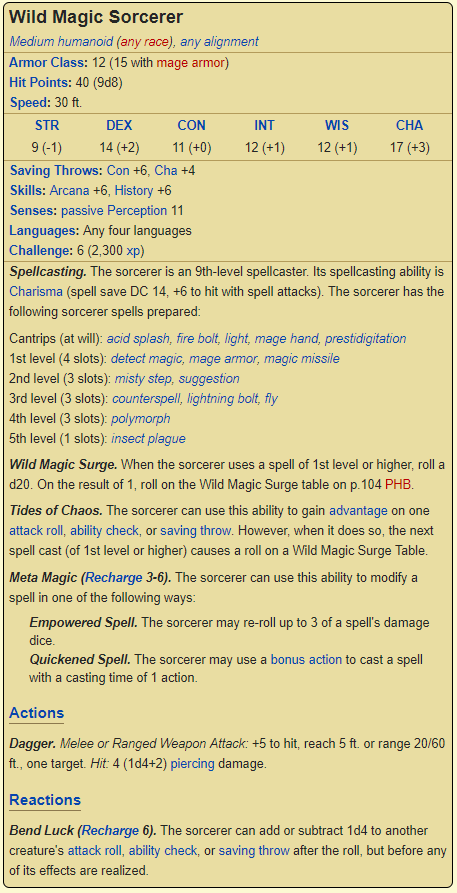 Wild Magic Sorcerer
Medium humanoid (any race), any alignment
Armor Class: 12 (15 with mage armor)
Hit Points: 40 (9d8)
Speed: 30 ft.
STR DEX CON INT WIS CHA
9 (-1) 14 (+2) 11 (+0) 12 (+1) 12 (+1) 17 (+3)
Saving Throws: Con +6, Cha +4
Skills: Arcana +6, History +6
Senses: passive Perception 11
Languages: Any four languages
Challenge: 6 (2,300 xp)
Spellcasting. The sorcerer is an 9th-level spellcaster. Its spellcasting ability is
Charisma (spell save DC 14, +6 to hit with spell attacks). The sorcerer has the
following sorcerer spells prepared:
Cantrips (at will): acid splash, fire bolt, light, mage hand, prestidigitation
1st level (4 slots): detect magic, mage armor, magic missile
2nd level (3 slots): misty step, suggestion
3rd level (3 slots): counterspell, lightning bolt, fly
4th level (3 slots): polymorph
5th level (1 slots): insect plague
Wild Magic Surge. When the sorcerer uses a spell of 1st level or higher, roll a
d20. On the result of 1, roll on the Wild Magic Surge table on p.104 PHB.
Tides of Chaos. The sorcerer can use this ability to gain advantage on one
attack roll, ability check, or saving throw. However, when it does so, the next
spell cast (of 1st level or higher) causes a roll on a Wild Magic Surge Table.
Meta Magic (Recharge 3-6). The sorcerer can use this ability to modify a
spell in one of the following ways:
Empowered Spell. The sorcerer may re-roll up to 3 of a spell's damage
dice.
Quickened Spell. The sorcerer may use a bonus action to cast a spell
with a casting time of 1 action.
Actions
Dagger. Melee or Ranged Weapon Attack: +5 to hit, reach 5 ft. or range 20/60
ft., one target. Hit: 4 (1d4+2) piercing damage.
Reactions
Bend Luck (Recharge 6). The sorcerer can add or subtract 1d4 to another
creature's attack roll, ability check, or saving throw after the roll, but before any
of its effects are realized.